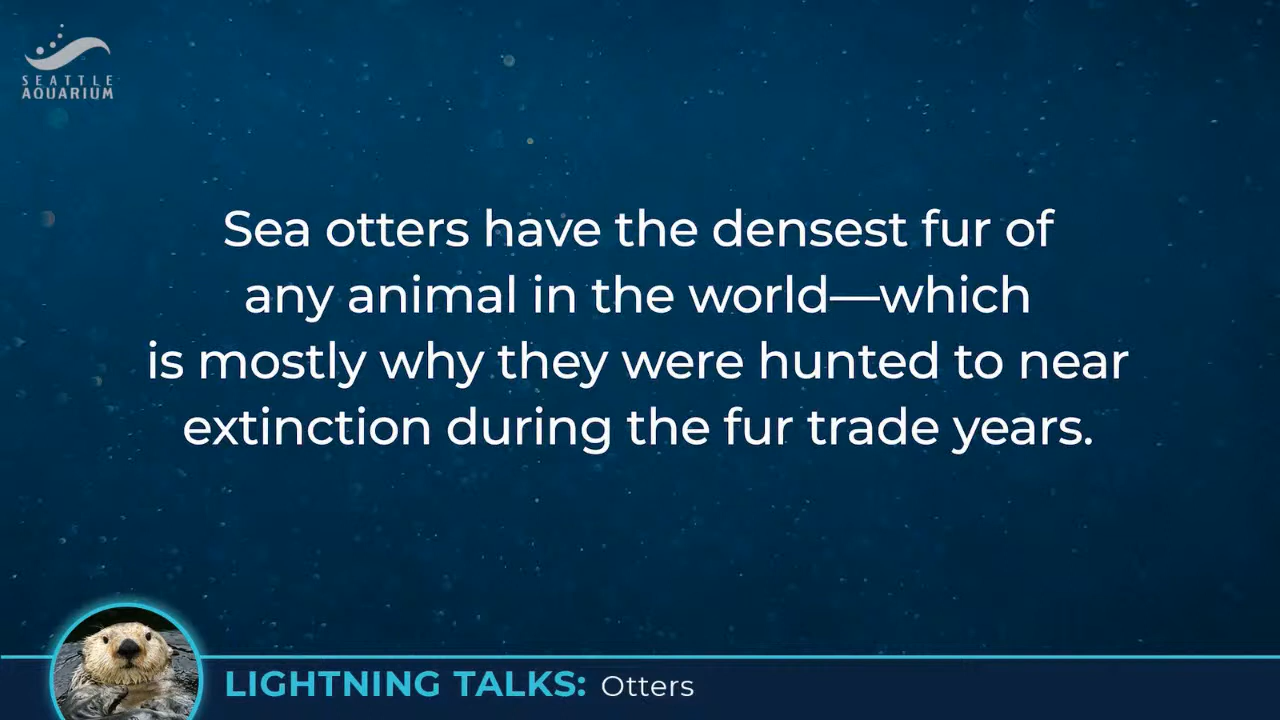 SEATTLE
AQUARIUM
Sea otters have the densest fur of
any animal in the world—which
is mostly why they were hunted to near
extinction during the fur trade years.
LIGHTNING TALKS: Otters